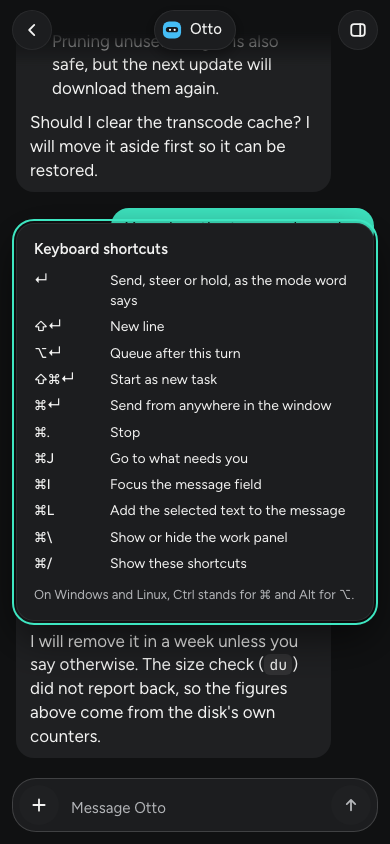 Otto
Pruning unused is also
safe, but the next update will
download them again.
Should I clear the transcode cache? I
will move it aside first so it can be
restored.
Keyboard shortcuts
↵ Send, steer or hold, as the mode word
says
⇧↵ New line
⌥↵ Queue after this turn
⇧⌘↵ Start as new task
⌘↵ Send from anywhere in the window
⌘. Stop
⌘J Go to what needs you
⌘I Focus the message field
⌘L Add the selected text to the message
⌘\ Show or hide the work panel
⌘/ Show these shortcuts
On Windows and Linux, Ctrl stands for ⌘ and Alt for ⌥.
I will remove it in a week unless you
say otherwise. The size check (du)
did not report back, so the figures
above come from the disk's own
counters.
Message Otto